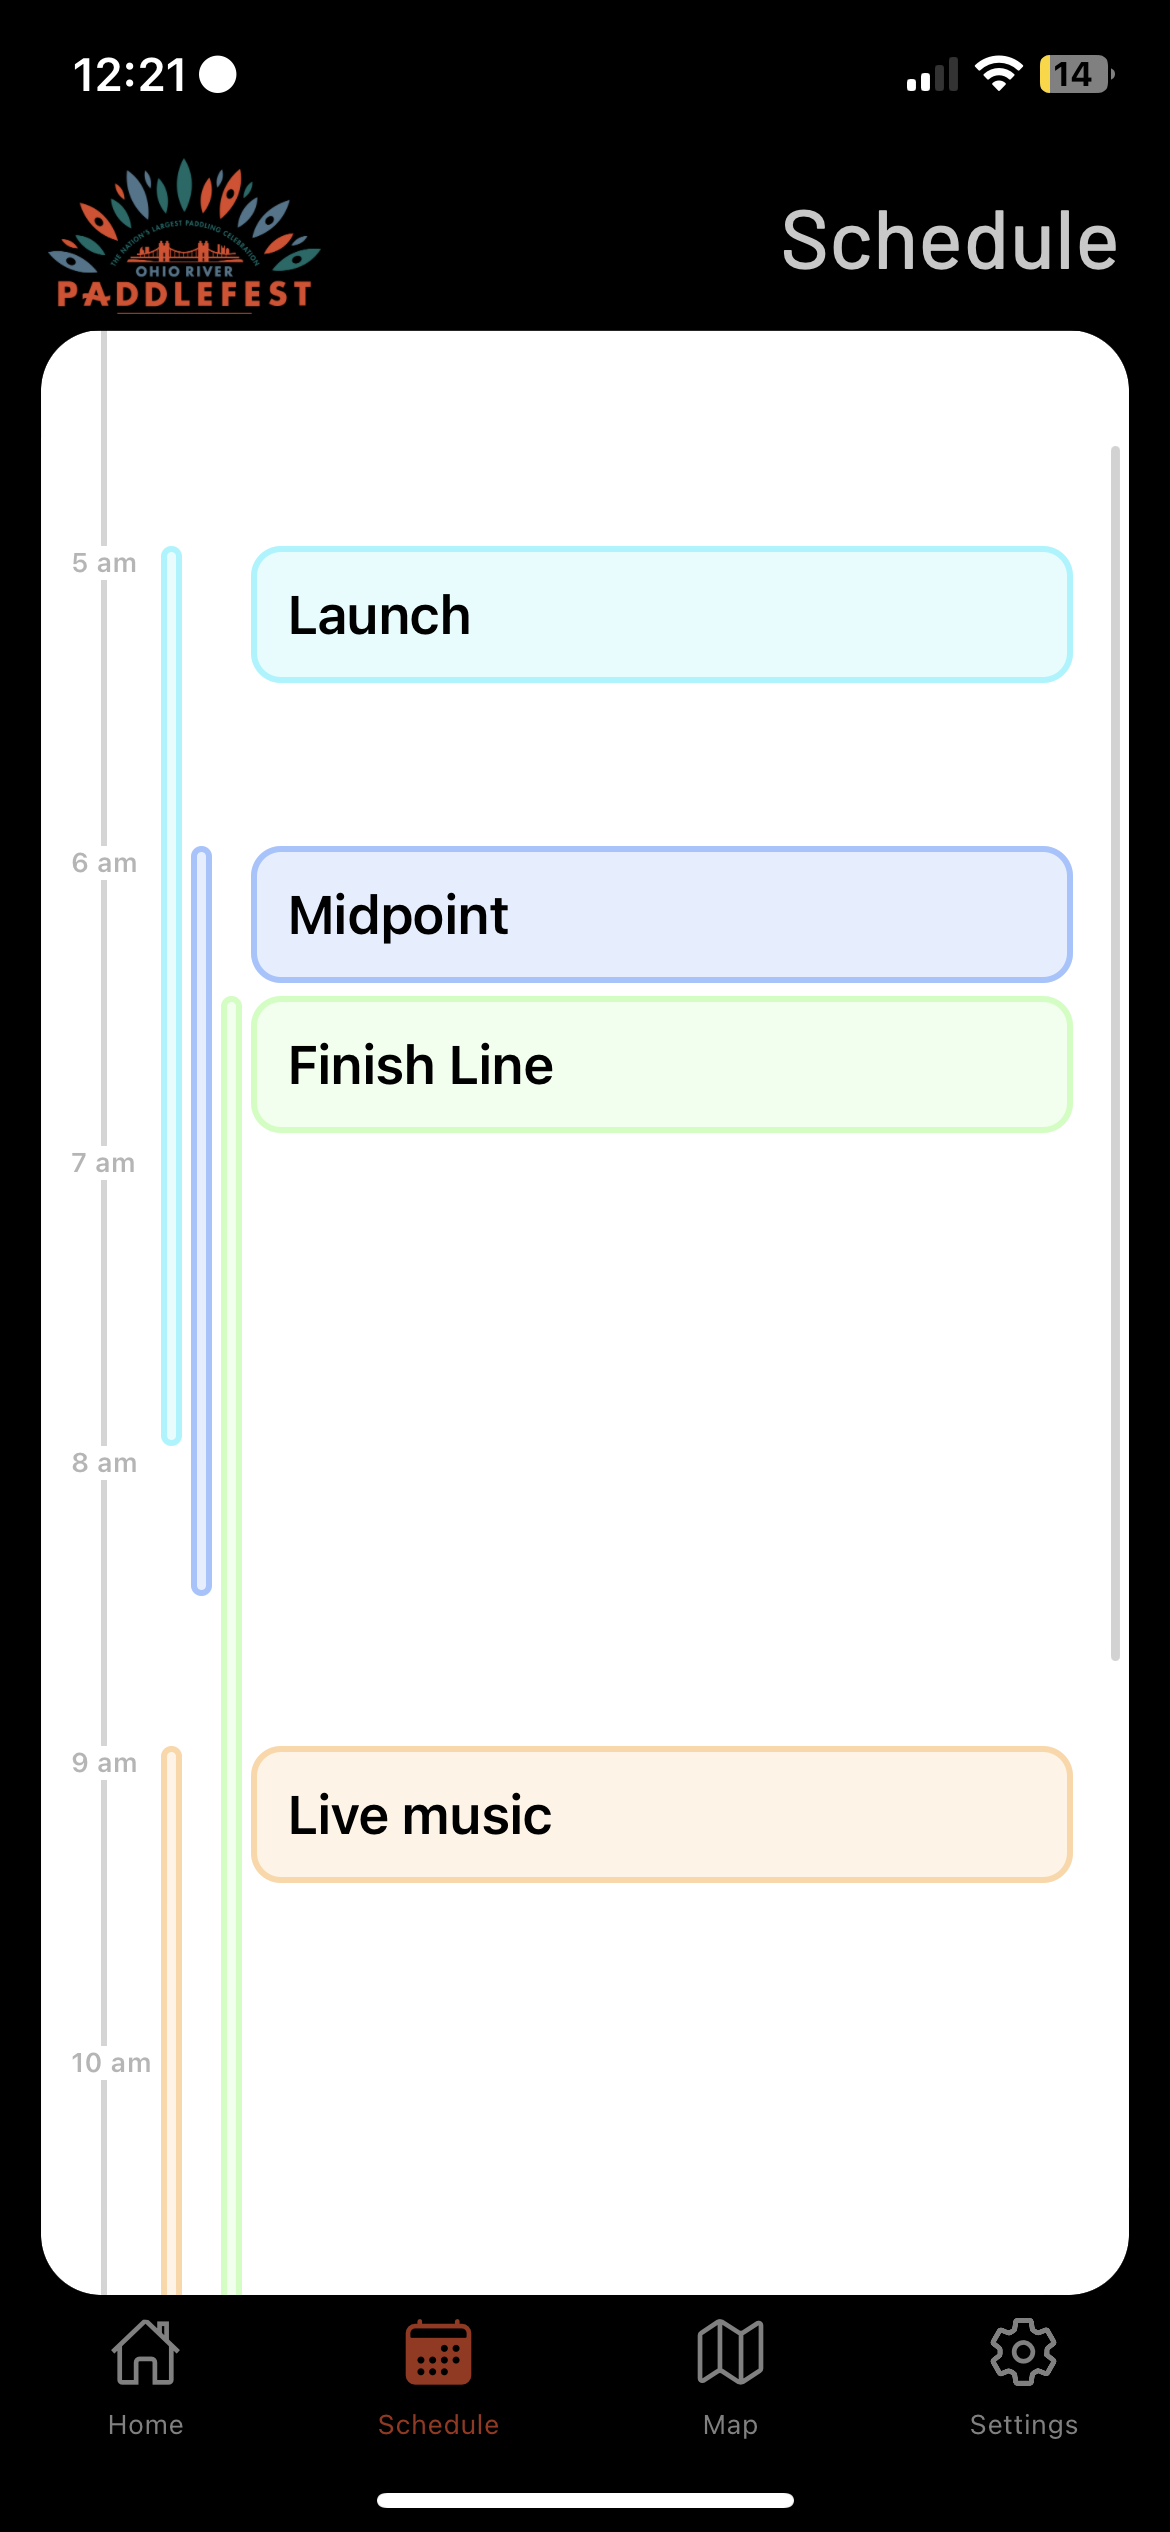 12:21
14
THE NATION'S LARGEST PADDLING CELEBRATION
OHIO RIVER
PADDLEFEST
Schedule
5 am
Launch
6 am
Midpoint
Finish Line
7 am
8 am
9 am
Live music
10 am
Home
Schedule
Map
Settings